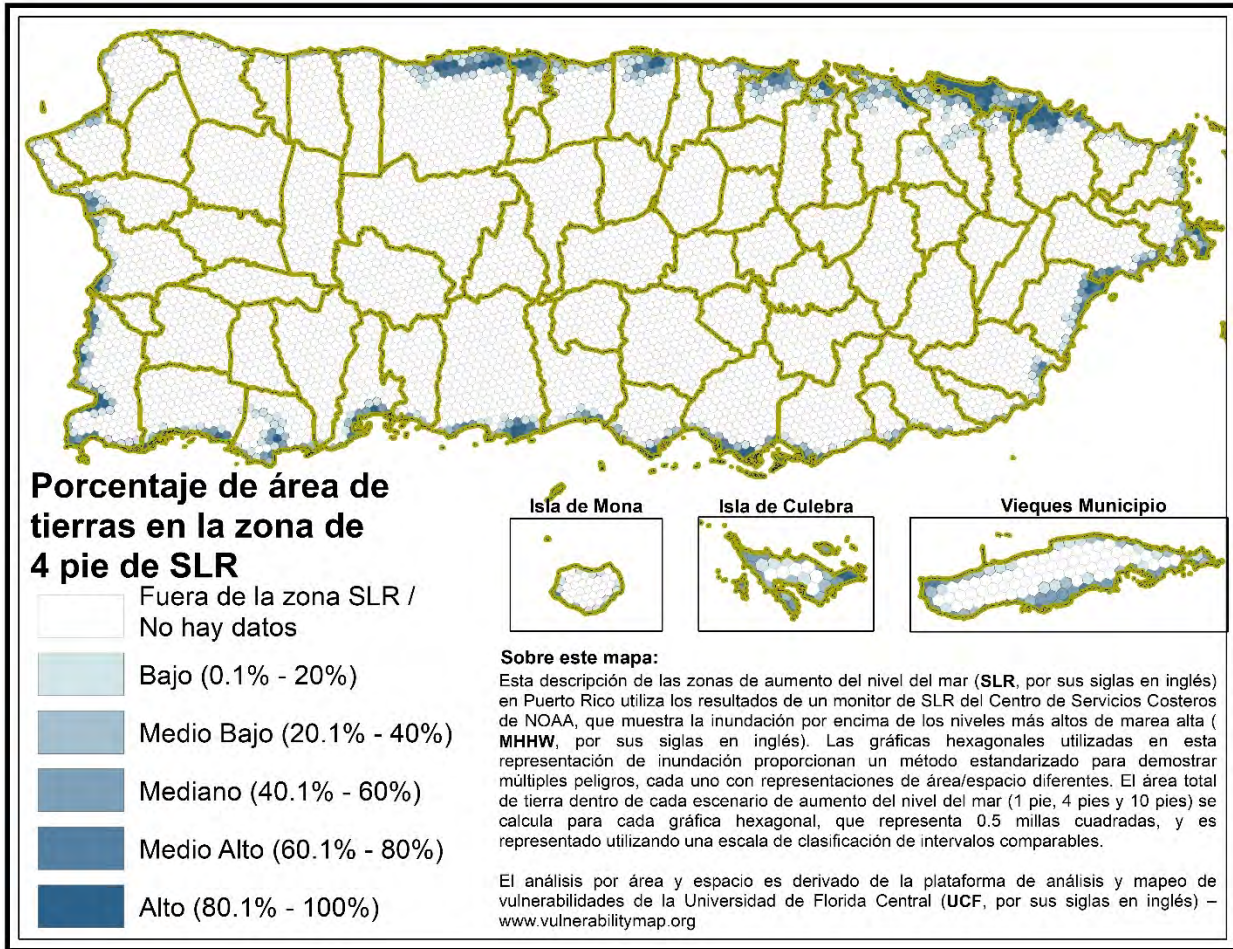 Isla de Mona
Isla de Culebra
Vieques Municipio
Porcentaje de área de
tierras en la zona de
4 pie de SLR
Fuera de la zona SLR /
No hay datos
Bajo (0.1% - 20%)
Medio Bajo (20.1% - 40%)
Mediano (40.1% - 60%)
Medio Alto (60.1% - 80%)
Alto (80.1% - 100%)
Sobre este mapa:
Esta descripción de las zonas de aumento del nivel del mar (SLR, por sus siglas en inglés)
en Puerto Rico utiliza los resultados de un monitor de SLR del Centro de Servicios Costeros
de NOAA, que muestra la inundación por encima de los niveles más altos de marea alta (
MHHW, por sus siglas en inglés). Las gráficas hexagonales utilizadas en esta
representación de inundación proporcionan un método estandarizado para demostrar
múltiples peligros, cada uno con representaciones de área/espacio diferentes. El área total
de tierra dentro de cada escenario de aumento del nivel del mar (1 pie, 4 pies y 10 pies) se
calcula para cada gráfica hexagonal, que representa 0.5 millas cuadradas, y es
representado utilizando una escala de clasificación de intervalos comparables.
El análisis por área y espacio es derivado de la plataforma de análisis y mapeo de
vulnerabilidades de la Universidad de Florida Central (UCF, por sus siglas en inglés) –
www.vulnerabilitymap.org